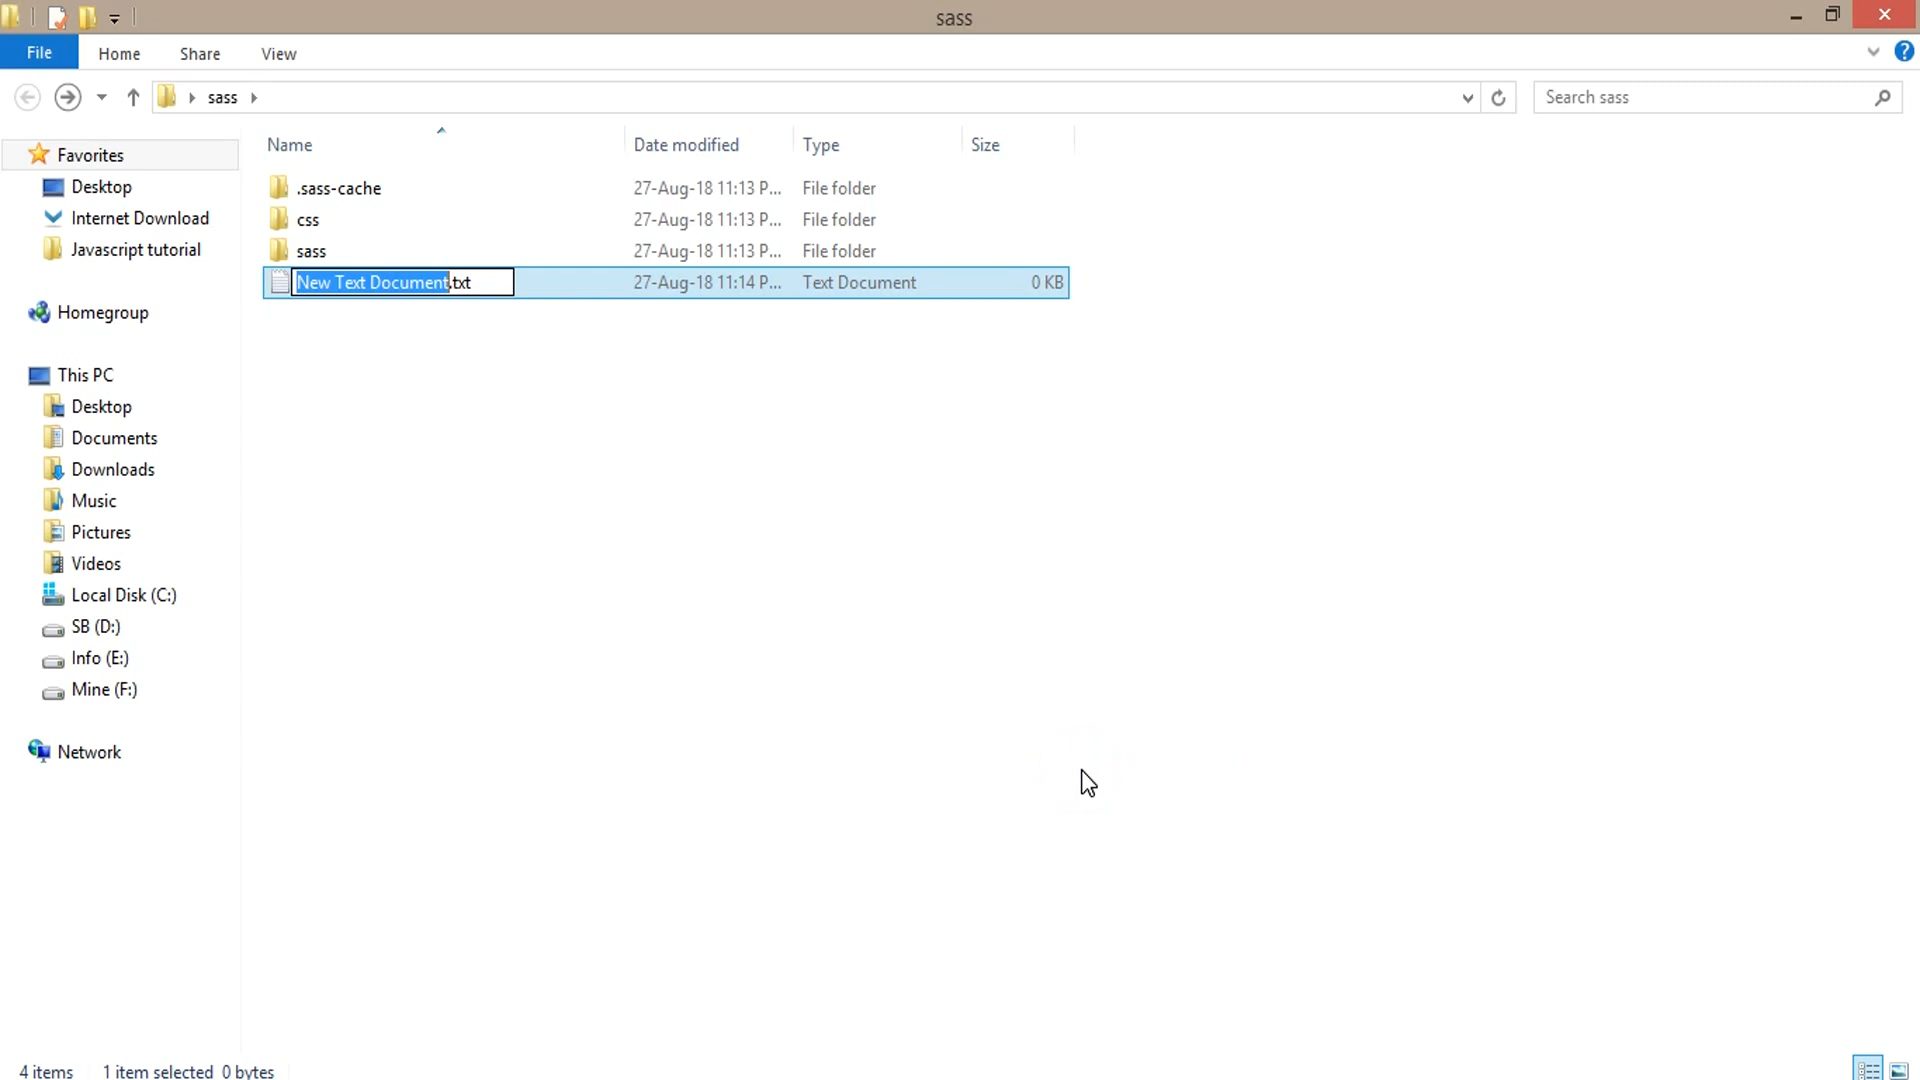 sass
File Home Share View
sass Search sass
Name Date modified Type Size
Favorites
Desktop
Internet Download
Javascript tutorial
Homegroup
This PC
Desktop
Documents
Downloads
Music
Pictures
Videos
Local Disk (C:)
SB (D:)
Info (E:)
Mine (F:)
Network
.sass-cache 27-Aug-18 11:13 P... File folder
css 27-Aug-18 11:13 P... File folder
sass 27-Aug-18 11:13 P... File folder
New Text Document.txt 27-Aug-18 11:14 P... Text Document 0 KB
4 items 1 item selected 0 bytes